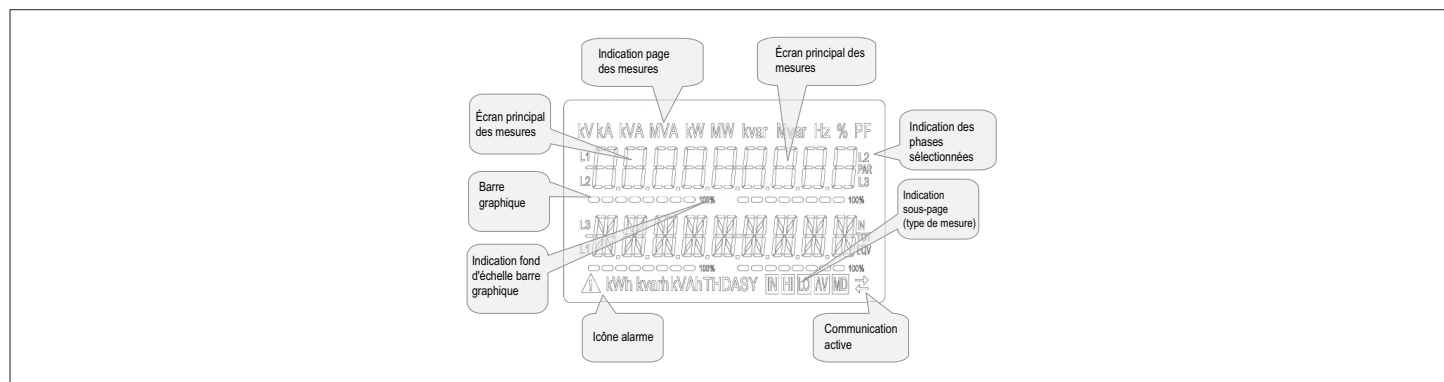 Indication page
des mesures
Écran principal des
mesures
Écran principal
des mesures
Indication des
phases
sélectionnées
kV kA kVA MVA kW MW kvar Mvar Hz % PF
L1
L2
L2
PAR
L3
Barre
graphique
100%
100%
Indication
sous-page
(type de mesure)
L3
L1
N
TOT
EQV
Indication fond
d'échelle barre
graphique
100%
100%
kWh kvarh kVAh THD ASY IN HI LO AV MD
Icône alarme
Communication
active